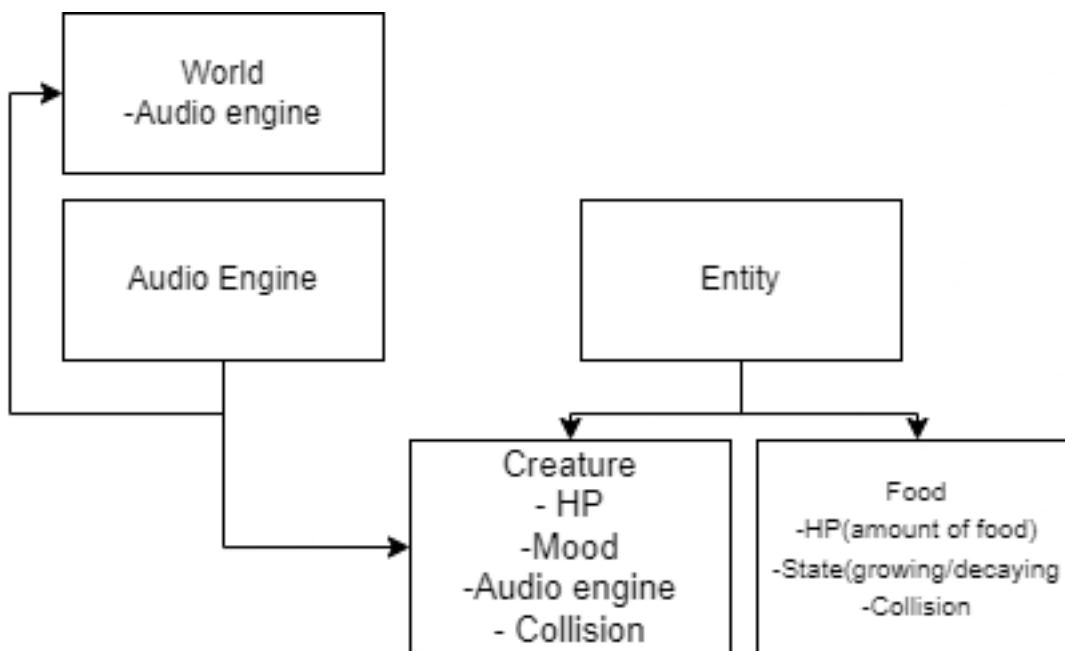 World
-Audio engine
Audio Engine
Entity
Creature
- HP
-Mood
-Audio engine
- Collision
Food
-HP(amount of food)
-State(growing/decaying
-Collision